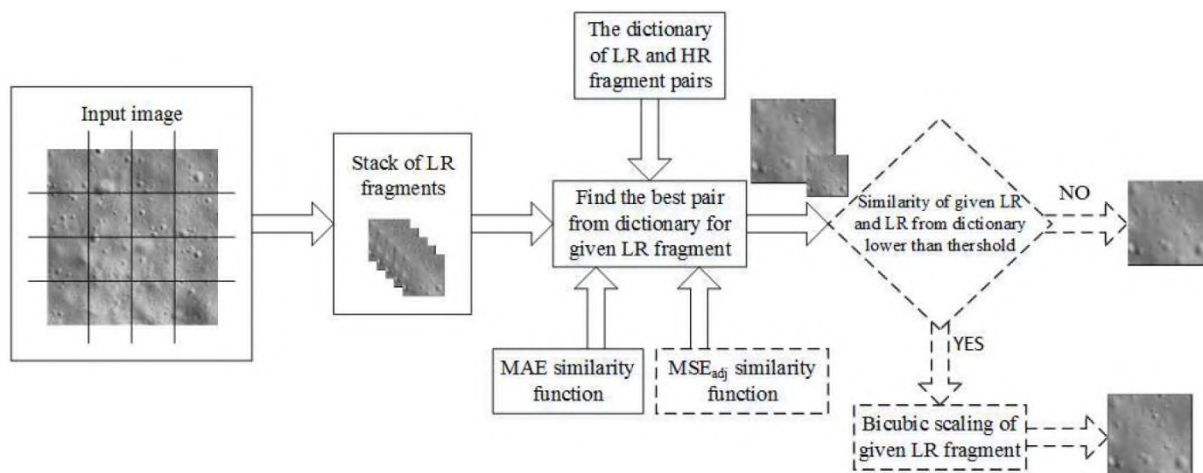 The dictionary
of LR and HR
fragment pairs
Input image
Stack of LR
fragments
Find the best pair
from dictionary for
given LR fragment
Similarity of given LR
and LR from dictionary
lower than thershold
NO
YES
MAE similarity
function
MSEadj similarity
function
Bicubic scaling of
given LR fragment